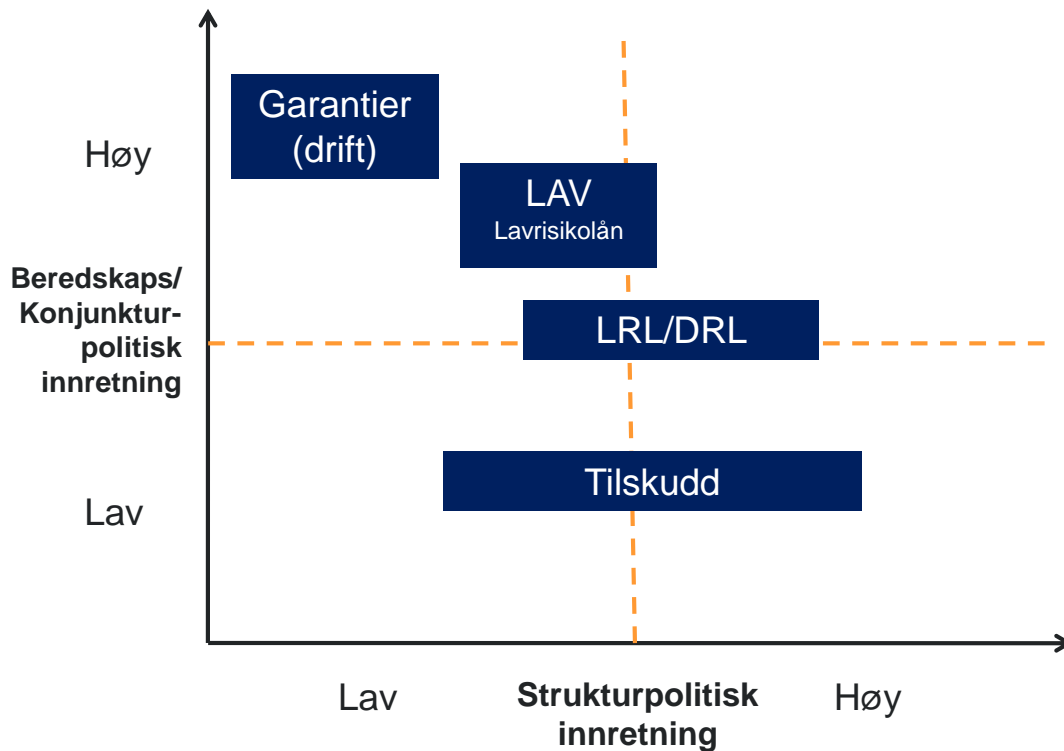 Garantier
(drift)
Høy
LAV
Lavrisikolån
Beredskaps/
Konjunktur-
politisk
innretning
LRL/DRL
Tilskudd
Lav
Lav
Strukturpolitisk
innretning
Høy